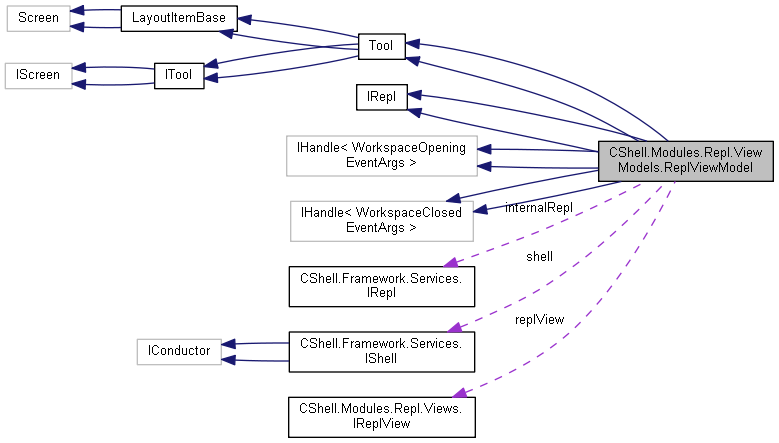 Screen
LayoutItemBase
Tool
IScreen
ITool
IRepl
IHandle< WorkspaceOpening
EventArgs >
CShell.Modules.Repl.View
Models.ReplViewModel
IHandle< WorkspaceClosed
EventArgs >
internalRepl
shell
CShell.Framework.Services.
IRepl
replView
IConductor
CShell.Framework.Services.
IShell
CShell.Modules.Repl.Views.
IReplView